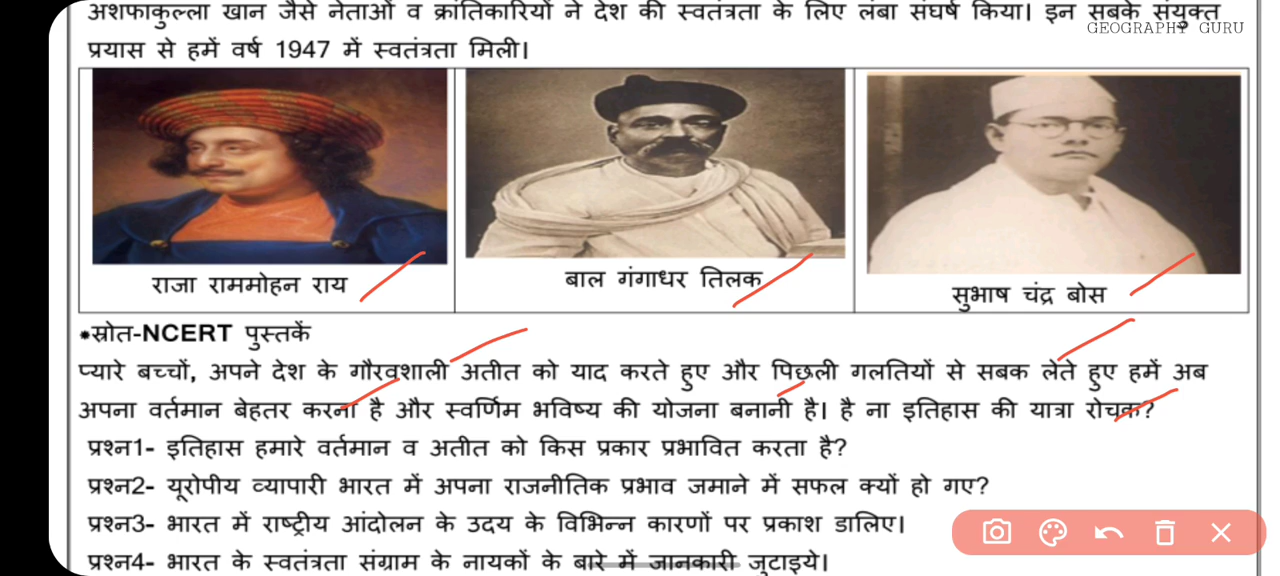 अशफाकुल्ला खान जैसे नेताओं व क्रांतिकारियों ने देश की स्वतंत्रता के लिए लंबा संघर्ष किया। इन सबके संयुक्त
GEOGRAPHY GURU
प्रयास से हमें वर्ष 1947 में स्वतंत्रता मिली।
राजा राममोहन राय
बाल गंगाधर तिलक
सुभाष चंद्र बोस
*स्रोत-NCERT पुस्तकें
प्यारे बच्चों, अपने देश के गौरवशाली अतीत को याद करते हुए और पिछली गलतियों से सबक लेते हुए हमें अब
अपना वर्तमान बेहतर करना है और स्वर्णिम भविष्य की योजना बनानी है। है ना इतिहास की यात्रा रोचक?
प्रश्न1- इतिहास हमारे वर्तमान व अतीत को किस प्रकार प्रभावित करता है?
प्रश्न2- यूरोपीय व्यापारी भारत में अपना राजनीतिक प्रभाव जमाने में सफल क्यों हो गए?
प्रश्न3- भारत में राष्ट्रीय आंदोलन के उदय के विभिन्न कारणों पर प्रकाश डालिए।
प्रश्न4- भारत के स्वतंत्रता संग्राम के नायकों के बारे में जानकारी जुटाइये।